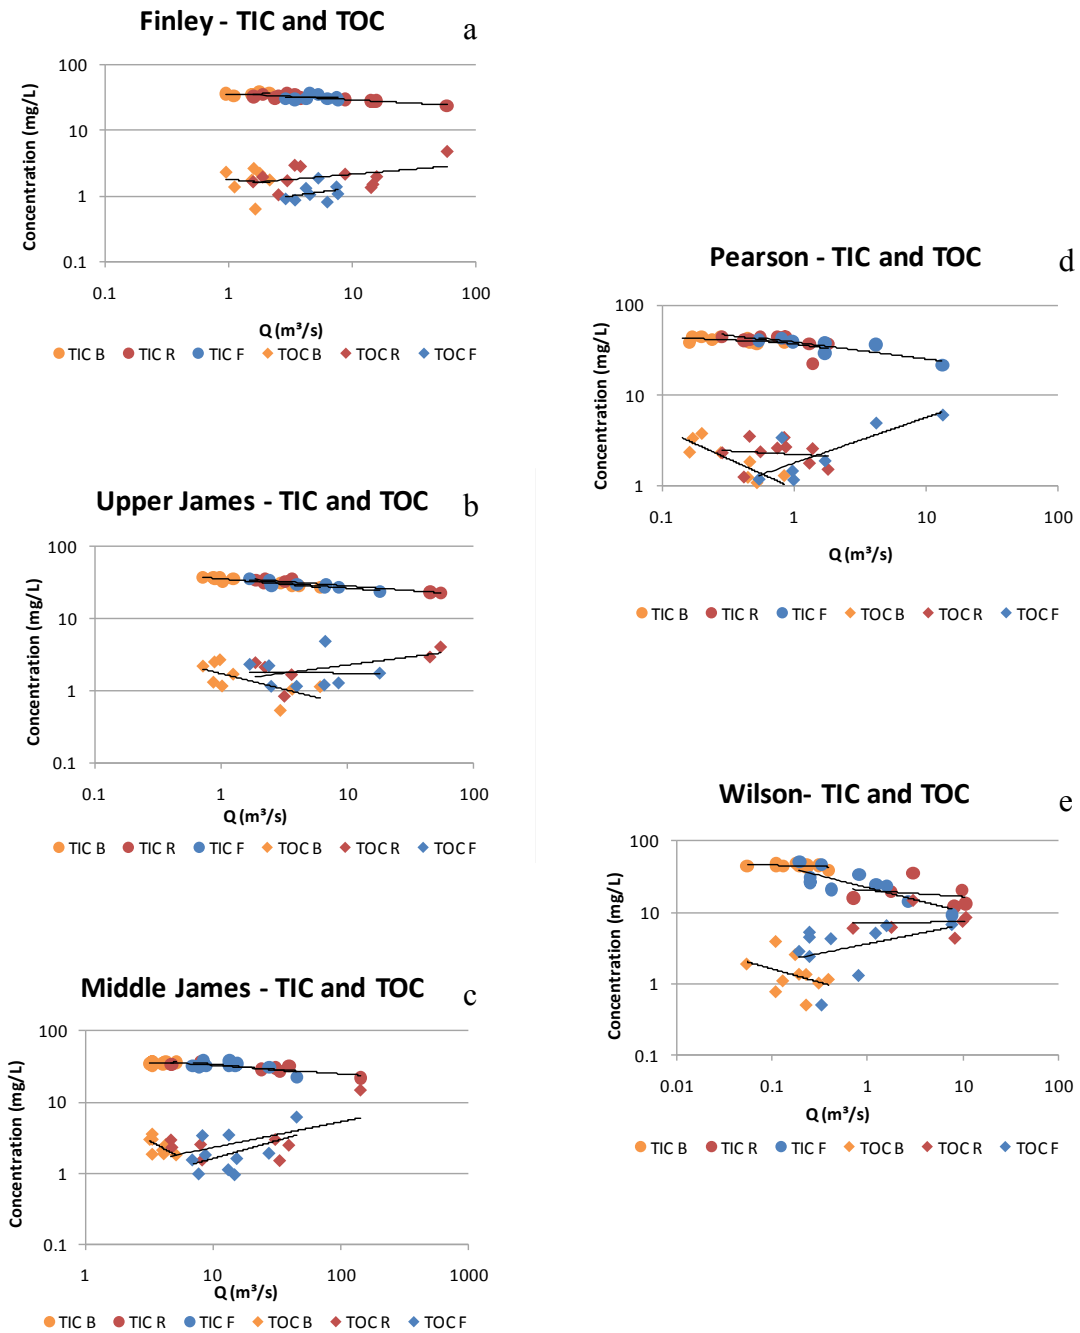 Finley - TIC and TOC
a
Concentration (mg/L)
100
10
1
0.1
0.1 1 10 100
Q (m³/s)
TIC B TIC R TIC F TOC B TOC R TOC F
Upper James - TIC and TOC
b
Concentration (mg/L)
100
10
1
0.1
0.1 1 10 100
Q (m³/s)
TIC B TIC R TIC F TOC B TOC R TOC F
Middle James - TIC and TOC
c
Concentration (mg/L)
100
10
1
0.1
1 10 100 1000
Q (m³/s)
TIC B TIC R TIC F TOC B TOC R TOC F
Pearson - TIC and TOC
d
Concentration (mg/L)
100
10
1
0.1 1 10 100
Q (m³/s)
TIC B TIC R TIC F TOC B TOC R TOC F
Wilson- TIC and TOC
e
Concentration (mg/L)
100
10
1
0.1
0.01 0.1 1 10 100
Q (m³/s)
TIC B TIC R TIC F TOC B TOC R TOC F